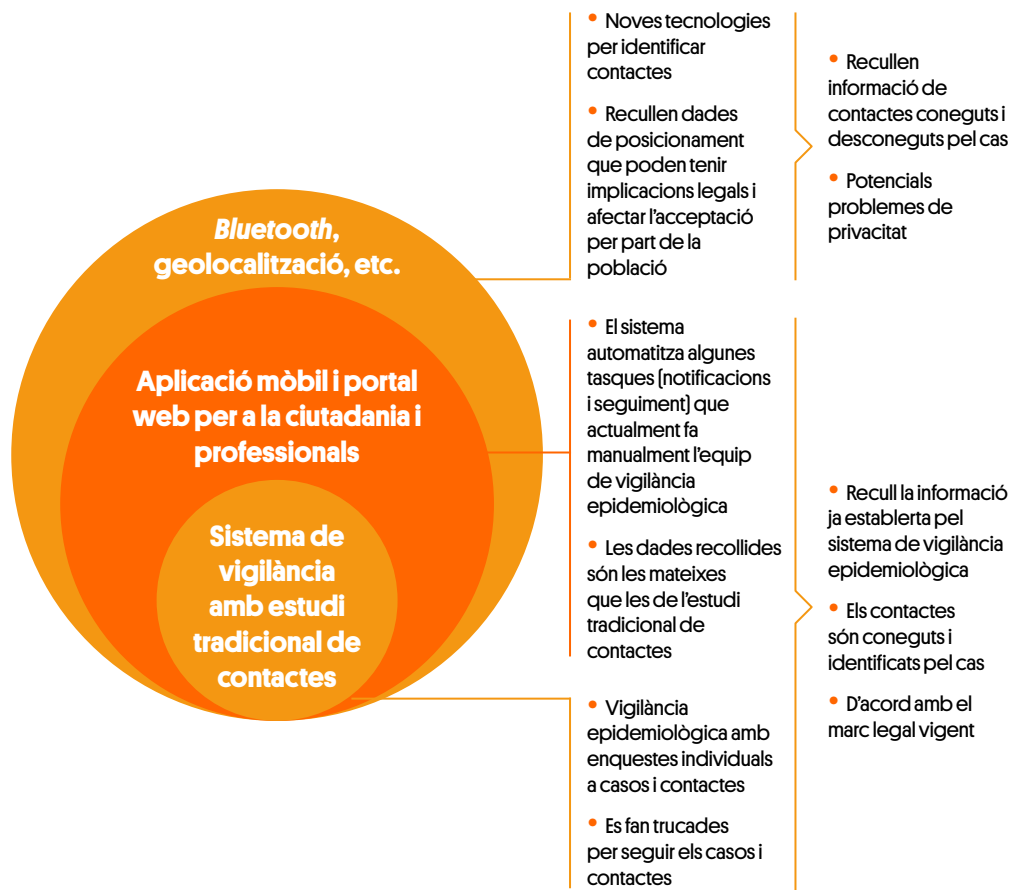 Bluetooth,
geolocalització, etc.
Aplicació mòbil i portal
web per a la ciutadania i
professionals
Sistema de
vigilància
amb estudi
tradicional de
contactes
• Noves tecnologies
per identificar
contactes
• Recullen dades
de posicionament
que poden tenir
implicacions legals i
afectar l’acceptació
per part de la
població
• Recullen
informació de
contactes coneguts i
desconeguts pel cas
• Potencials
problemes de
privacitat
• El sistema
automatitza algunes
tasques (notificacions
i seguiment) que
actualment fa
manualment l’equip
de vigilància
epidemiològica
• Les dades recollides
són les mateixes
que les de l’estudi
tradicional de
contactes
• Vigilància
epidemiològica amb
enquestes individuals
a casos i contactes
• Es fan trucades
per seguir els casos i
contactes
• Recull la informació
ja establerta pel
sistema de vigilància
epidemiològica
• Els contactes
són coneguts i
identificats pel cas
• D’acord amb el
marc legal vigent